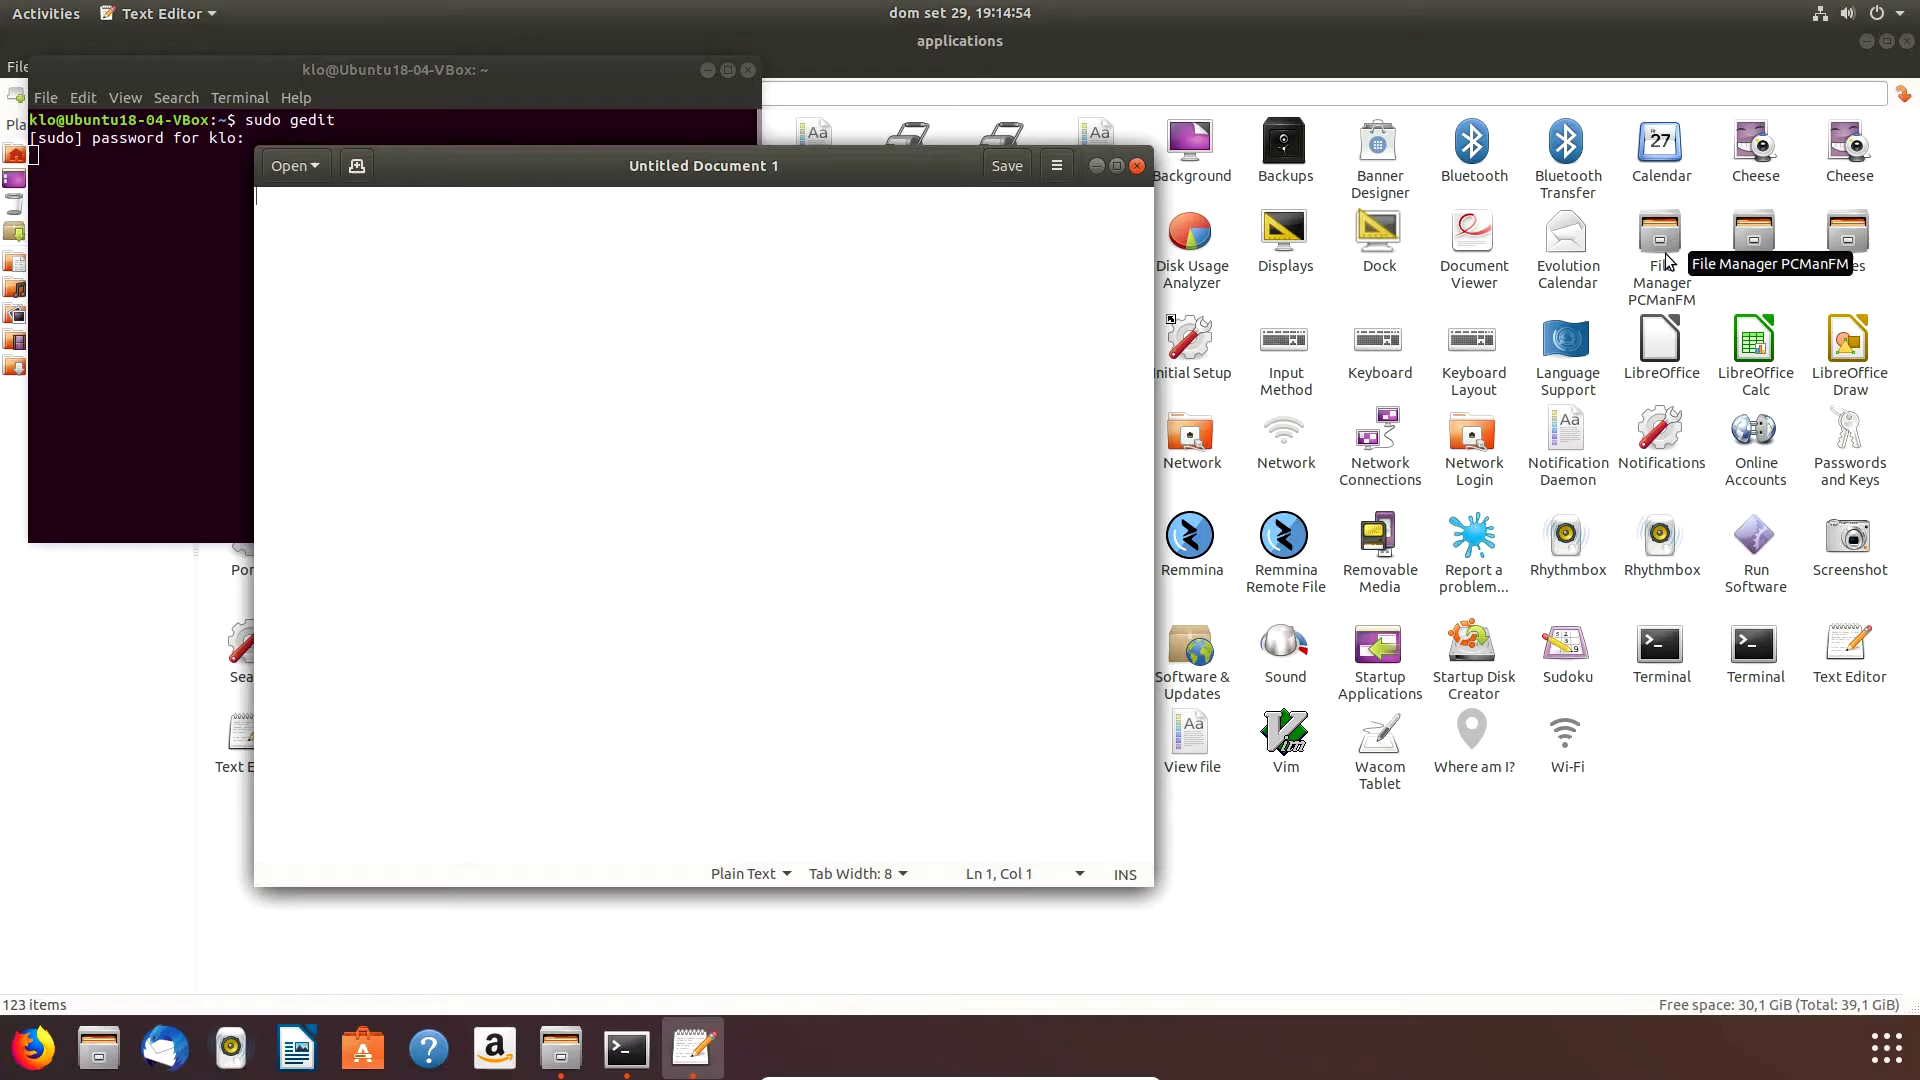 Activities Text Editor dom set 29, 19:14:54
applications
File
klo@Ubuntu18-04-VBox: ~
File Edit View Search Terminal Help
klo@Ubuntu18-04-VBox:~$ sudo gedit
[sudo] password for klo:
Pla
Open Untitled Document 1 Save
Background Backups Banner Designer Bluetooth Bluetooth Transfer Calendar Cheese Cheese
Disk Usage Analyzer Displays Dock Document Viewer Evolution Calendar File Manager PCManFM
File Manager PCManFM
Initial Setup Input Method Keyboard Keyboard Layout Language Support LibreOffice LibreOffice Calc LibreOffice Draw
Network Network Network Connections Network Login Notification Daemon Notifications Online Accounts Passwords and Keys
Por Remmina Remmina Remote File Removable Media Report a problem... Rhythmbox Rhythmbox Run Software Screenshot
Sea Software & Updates Sound Startup Applications Startup Disk Creator Sudoku Terminal Terminal Text Editor
Text E View file Vim Wacom Tablet Where am I? Wi-Fi
Plain Text Tab Width: 8 Ln 1, Col 1 INS
123 items Free space: 30,1 GiB (Total: 39,1 GiB)